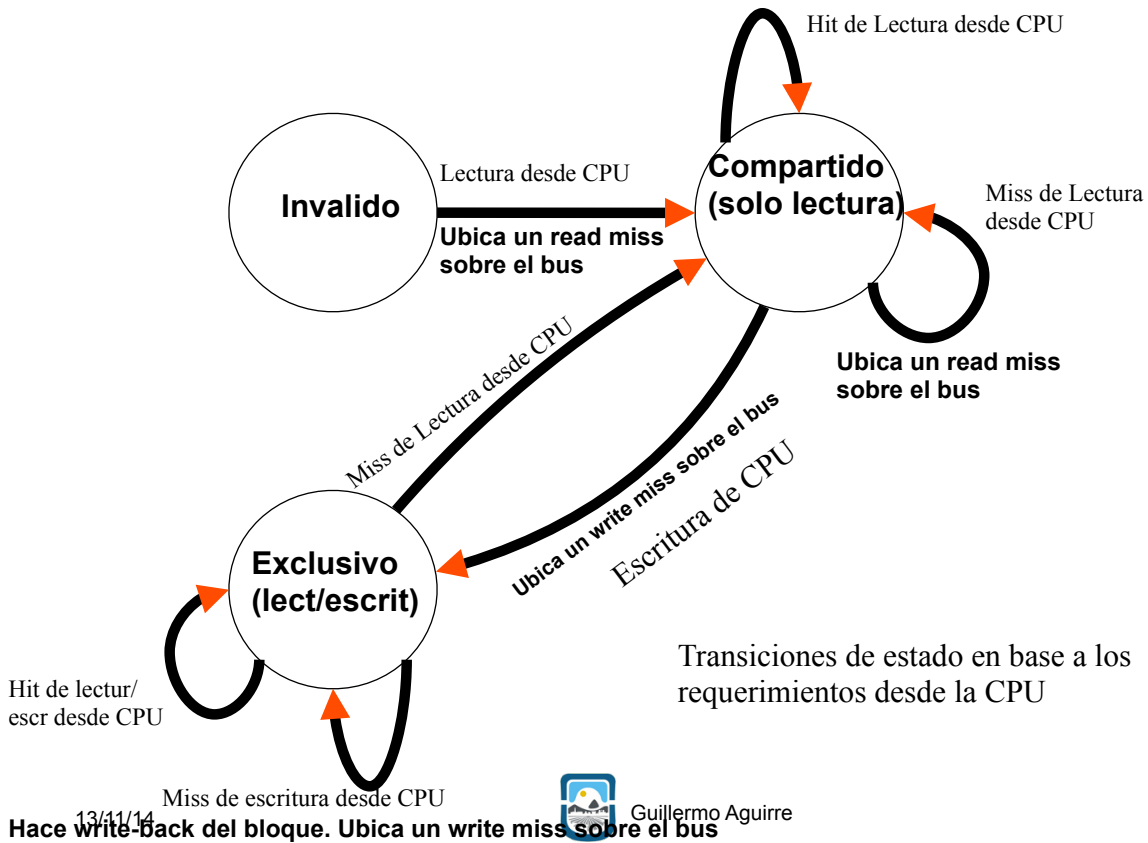 Hit de Lectura desde CPU
Invalido
Lectura desde CPU
Ubica un read miss
sobre el bus
Compartido
(solo lectura)
Miss de Lectura
desde CPU
Ubica un read miss
sobre el bus
Miss de Lectura desde CPU
Ubica un write miss sobre el bus
Escritura de CPU
Exclusivo
(lect/escrit)
Hit de lectur/
escr desde CPU
Transiciones de estado en base a los
requerimientos desde la CPU
Miss de escritura desde CPU
13/11/14
Guillermo Aguirre
Hace write-back del bloque. Ubica un write miss sobre el bus